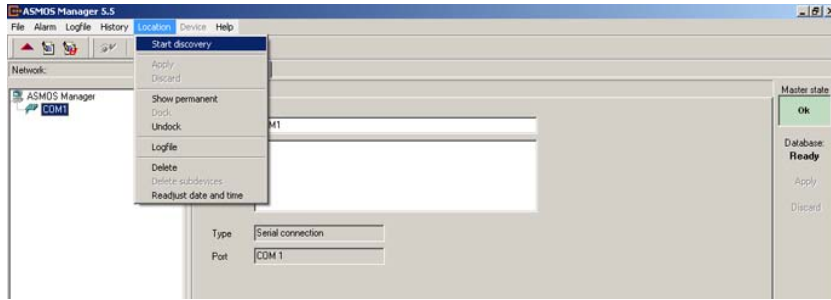 ASMOS Manager 5.5
File Alarm Logfile History Location Device Help
Start discovery
Apply
Discard
Show permanent
Dock
Undock
Logfile
Delete
Delete subdevices
Readjust date and time
Network:
ASMOS Manager
COM1
M1
Type Serial connection
Port COM 1
Master state
Ok
Database:
Ready
Apply
Discard